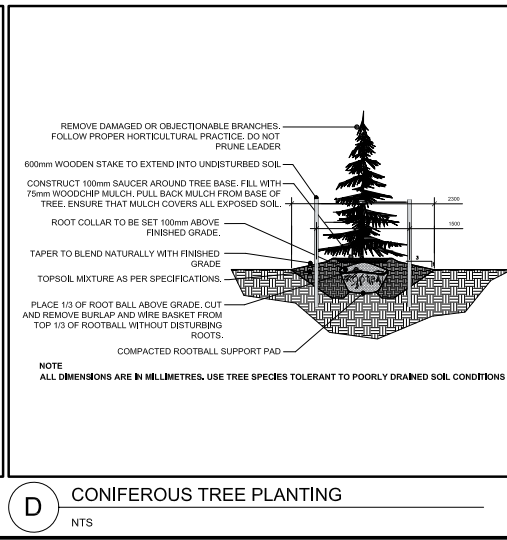 REMOVE DAMAGED OR OBJECTIONABLE BRANCHES.
FOLLOW PROPER HORTICULTURAL PRACTICE. DO NOT
PRUNE LEADER
600mm WOODEN STAKE TO EXTEND INTO UNDISTURBED SOIL
CONSTRUCT 100mm SAUCER AROUND TREE BASE. FILL WITH
75mm WOODCHIP MULCH. PULL BACK MULCH FROM BASE OF
TREE. ENSURE THAT MULCH COVERS ALL EXPOSED SOIL.
2300
ROOT COLLAR TO BE SET 100mm ABOVE
FINISHED GRADE.
1500
TAPER TO BLEND NATURALLY WITH FINISHED
GRADE
3
TOPSOIL MIXTURE AS PER SPECIFICATIONS.
PLACE 1/3 OF ROOT BALL ABOVE GRADE. CUT
AND REMOVE BURLAP AND WIRE BASKET FROM
TOP 1/3 OF ROOTBALL WITHOUT DISTURBING
ROOTS.
COMPACTED ROOTBALL SUPPORT PAD
NOTE
ALL DIMENSIONS ARE IN MILLIMETRES. USE TREE SPECIES TOLERANT TO POORLY DRAINED SOIL CONDITIONS
D
CONIFEROUS TREE PLANTING
NTS